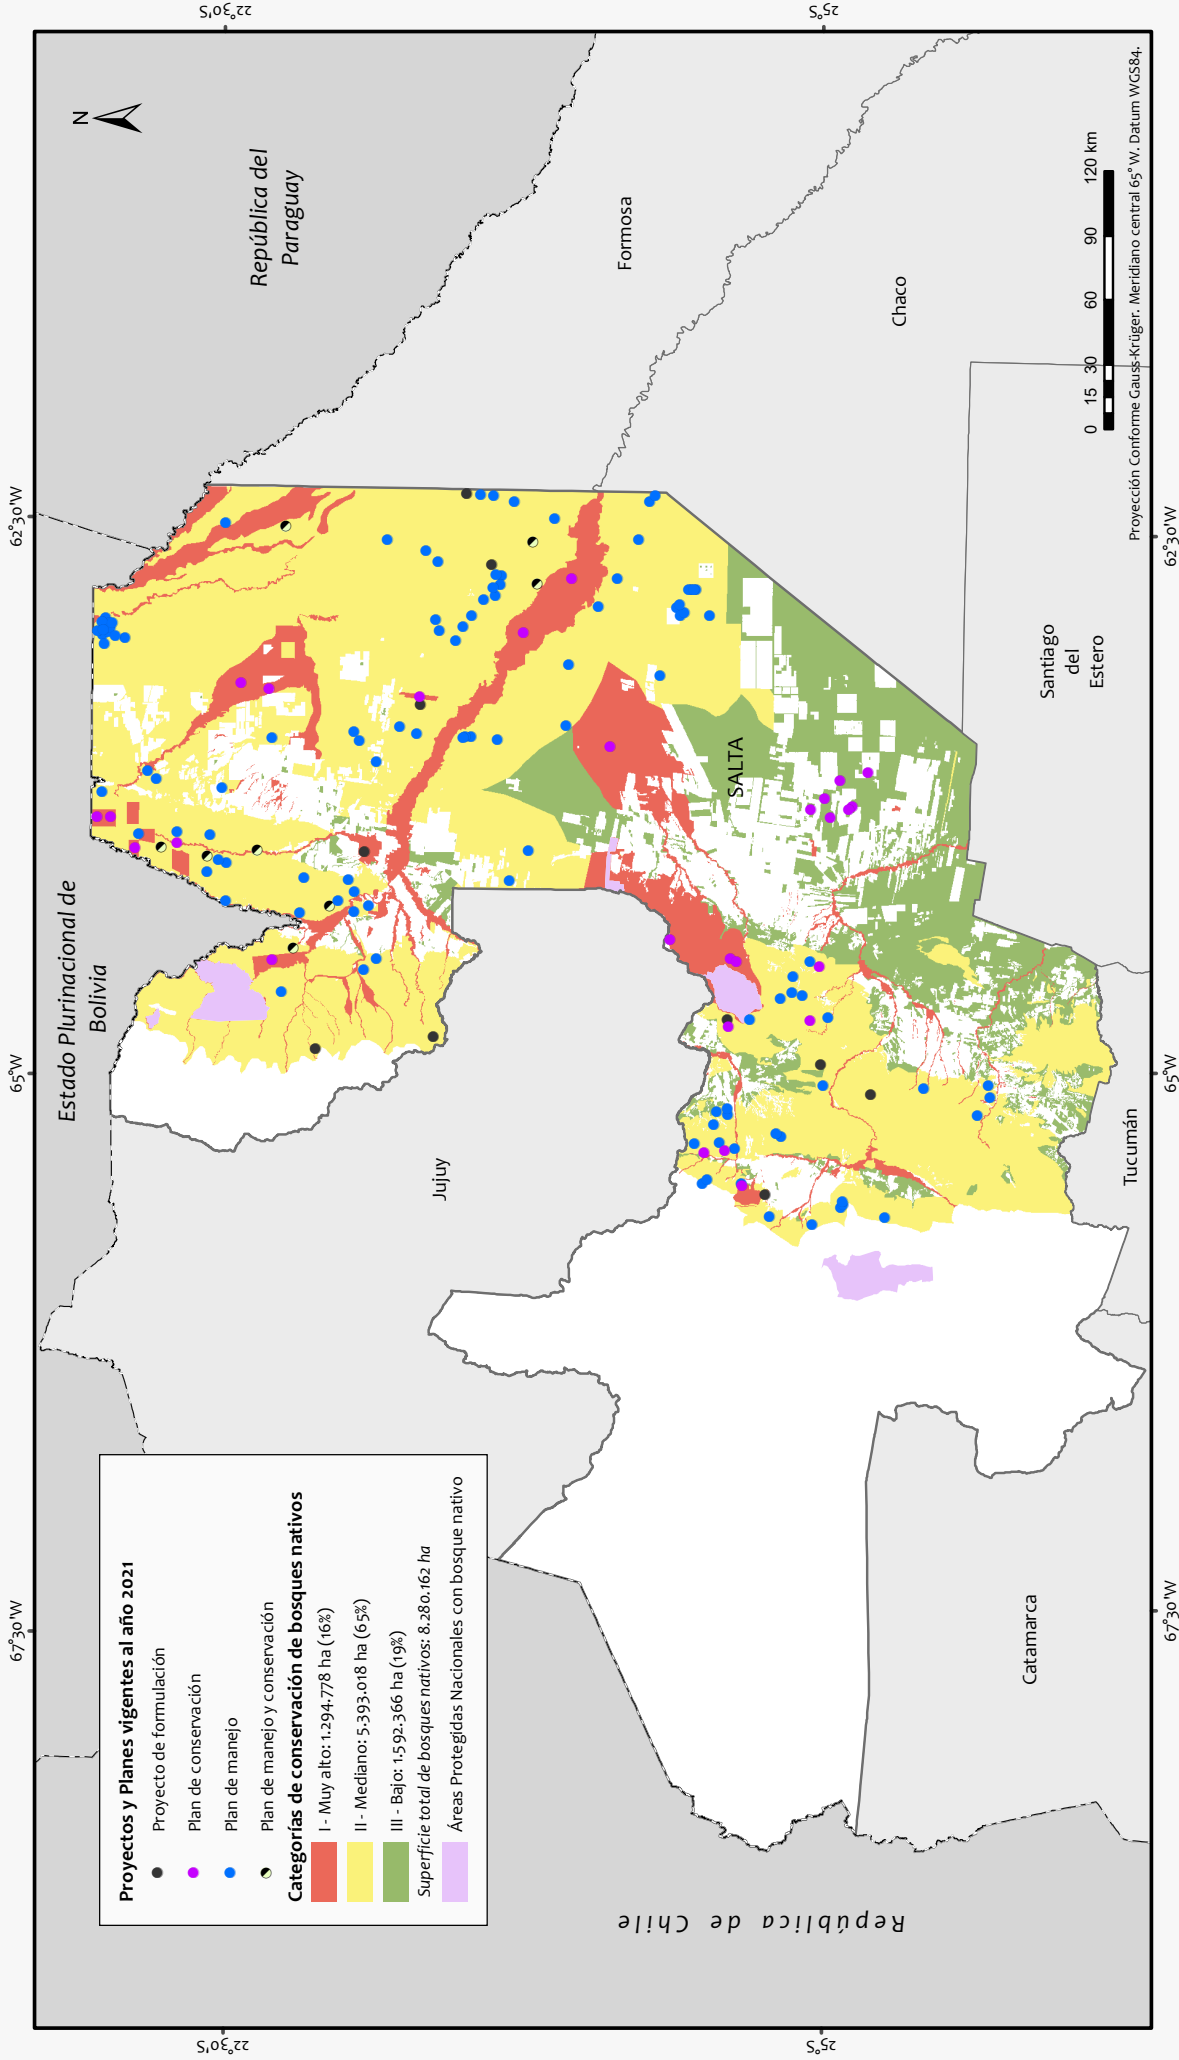 Proyectos y Planes vigentes al año 2021
Proyecto de formulación
Plan de conservación
Plan de manejo
Plan de manejo y conservación
Categorías de conservación de bosques nativos
I - Muy alto: 1.294.778 ha (16%)
II - Mediano: 5.393.018 ha (65%)
III - Bajo: 1.592.366 ha (19%)
Superficie total de bosques nativos: 8.280.162 ha
Áreas Protegidas Nacionales con bosque nativo
67°30'W
65°W
62°30'W
22°30'S
25°S
22°30'S
25°S
67°30'W
65°W
62°30'W
Estado Plurinacional de
Bolivia
República del
Paraguay
N
República de Chile
Jujuy
Formosa
Chaco
SALTA
Santiago
del
Estero
Tucumán
Catamarca
0 15 30 60 90 120 km
Proyección Conforme Gauss-Krüger. Meridiano central 65° W. Datum WGS84.